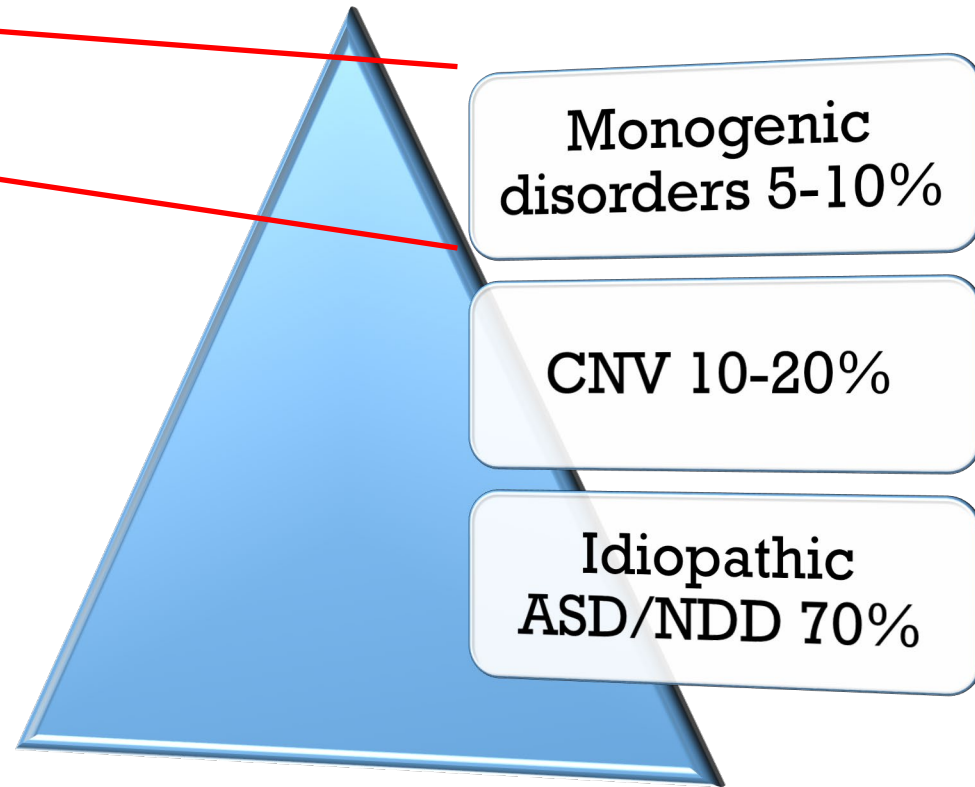 Monogenic
disorders 5-10%
CNV 10-20%
Idiopathic
ASD/NDD 70%